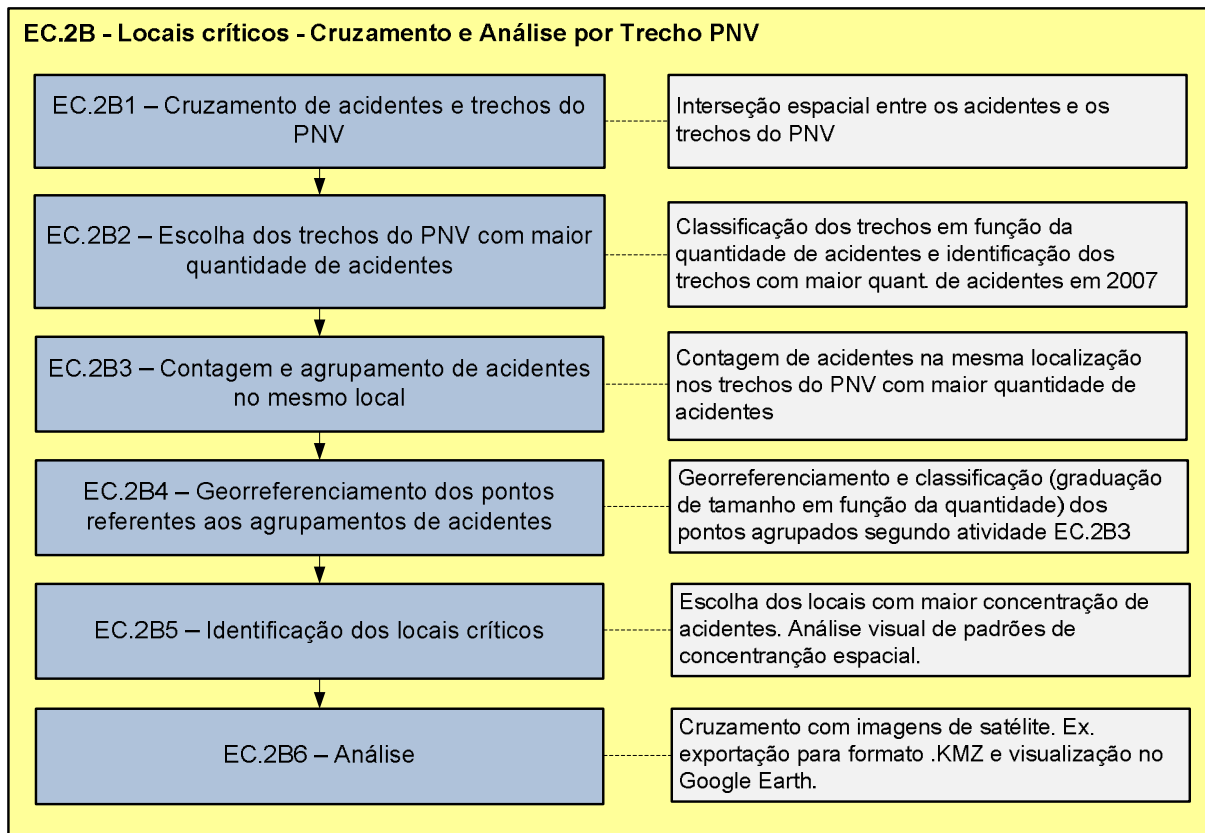 EC.2B - Locais críticos - Cruzamento e Análise por Trecho PNV
EC.2B1 – Cruzamento de acidentes e trechos do
PNV
Interseção espacial entre os acidentes e os
trechos do PNV
EC.2B2 – Escolha dos trechos do PNV com maior
quantidade de acidentes
Classificação dos trechos em função da
quantidade de acidentes e identificação dos
trechos com maior quant. de acidentes em 2007
EC.2B3 – Contagem e agrupamento de acidentes
no mesmo local
Contagem de acidentes na mesma localização
nos trechos do PNV com maior quantidade de
acidentes
EC.2B4 – Georreferenciamento dos pontos
referentes aos agrupamentos de acidentes
Georreferenciamento e classificação (graduação
de tamanho em função da quantidade) dos
pontos agrupados segundo atividade EC.2B3
EC.2B5 – Identificação dos locais críticos
Escolha dos locais com maior concentração de
acidentes. Análise visual de padrões de
concentranção espacial.
EC.2B6 – Análise
Cruzamento com imagens de satélite. Ex.
exportação para formato .KMZ e visualização no
Google Earth.